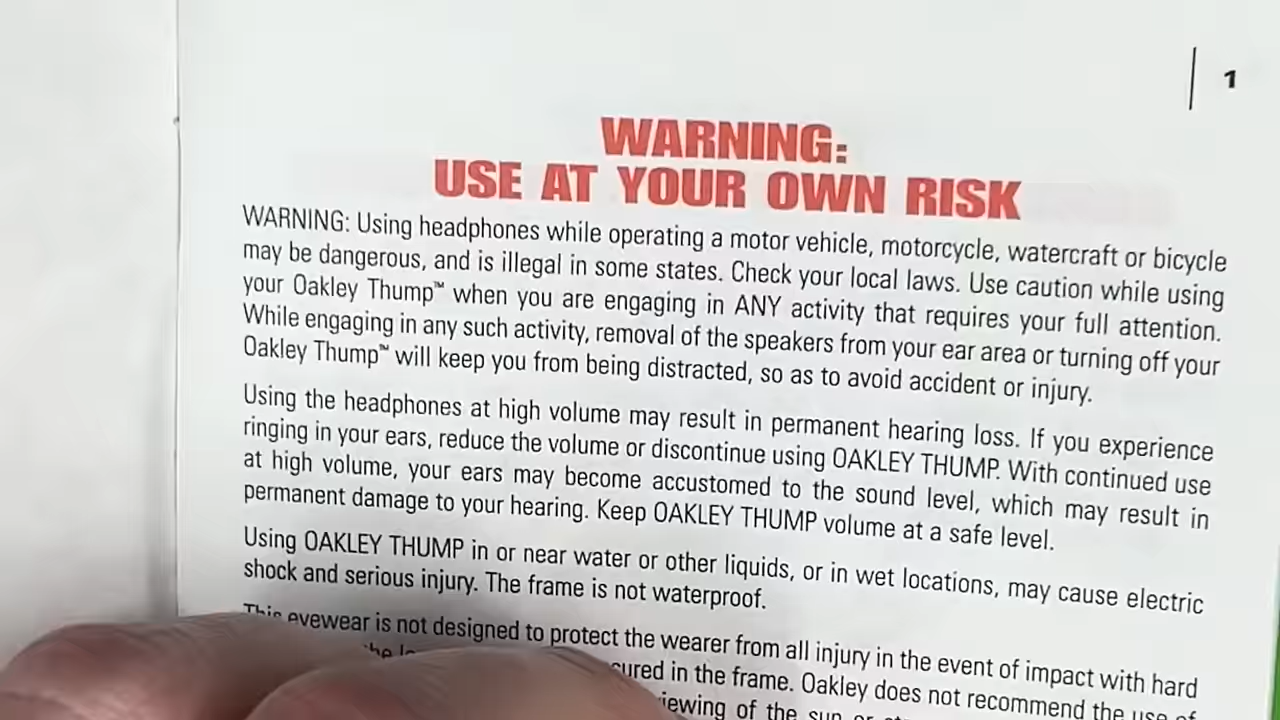 1
WARNING:
USE AT YOUR OWN RISK
WARNING: Using headphones while operating a motor vehicle, motorcycle, watercraft or bicycle
may be dangerous, and is illegal in some states. Check your local laws. Use caution while using
your Oakley Thump™ when you are engaging in ANY activity that requires your full attention.
While engaging in any such activity, removal of the speakers from your ear area or turning off your
Oakley Thump™ will keep you from being distracted, so as to avoid accident or injury.
Using the headphones at high volume may result in permanent hearing loss. If you experience
ringing in your ears, reduce the volume or discontinue using OAKLEY THUMP. With continued use
at high volume, your ears may become accustomed to the sound level, which may result in
permanent damage to your hearing. Keep OAKLEY THUMP volume at a safe level.
Using OAKLEY THUMP in or near water or other liquids, or in wet locations, may cause electric
shock and serious injury. The frame is not waterproof.
This eyewear is not designed to protect the wearer from all injury in the event of impact with hard
in the frame. Oakley does not recommend the use of
viewing of the sun or